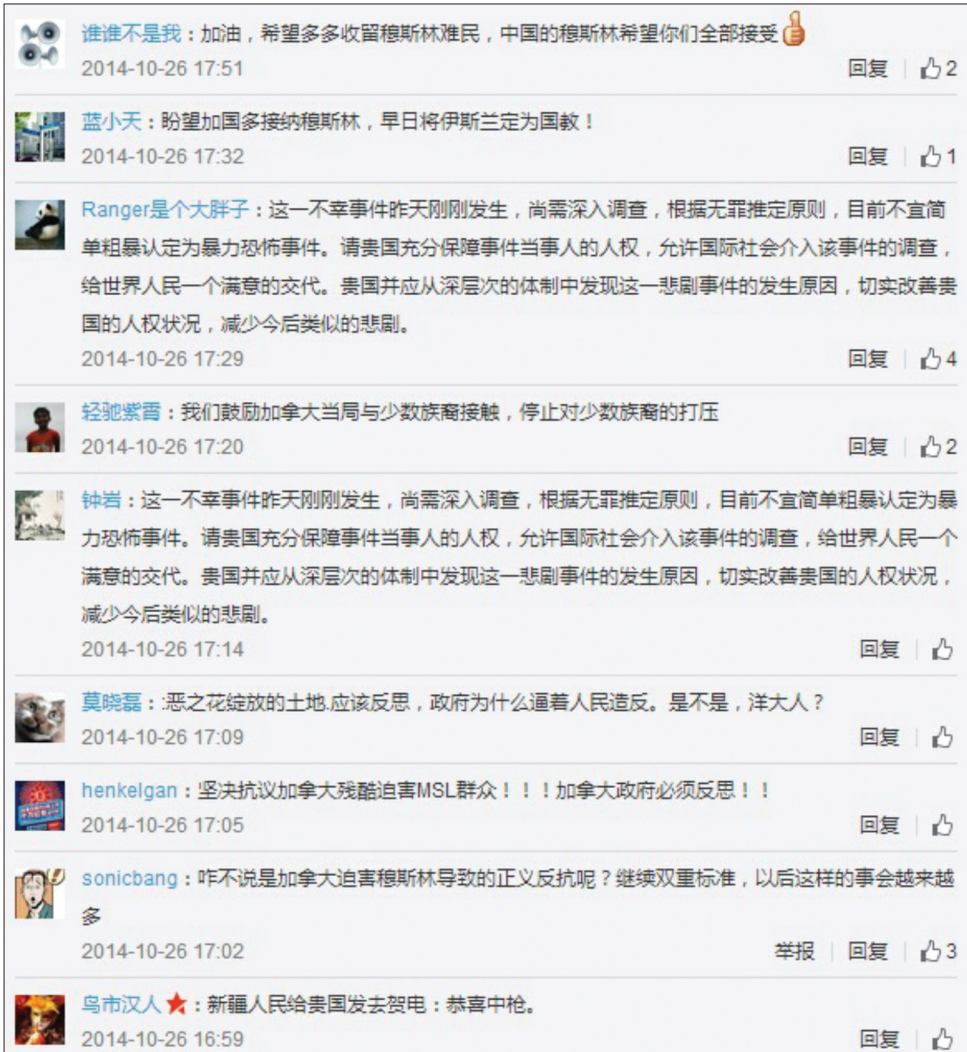 谁谁不是我：加油，希望多多收留穆斯林难民，中国的穆斯林希望你们全部接受
2014-10-26 17:51 回复 2
蓝小天：盼望加国多接纳穆斯林，早日将伊斯兰定为国教！
2014-10-26 17:32 回复 1
Ranger是个大胖子：这一不幸事件昨天刚刚发生，尚需深入调查，根据无罪推定原则，目前不宜简
单粗暴认定为暴力恐怖事件。请贵国充分保障事件当事人的人权，允许国际社会介入该事件的调查，
给世界人民一个满意的交代。贵国并应从深层次的体制中发现这一悲剧事件的发生原因，切实改善贵
国的人权状况，减少今后类似的悲剧。
2014-10-26 17:29 回复 4
轻驰紫霄：我们鼓励加拿大当局与少数族裔接触，停止对少数族裔的打压
2014-10-26 17:20 回复 2
钟岩：这一不幸事件昨天刚刚发生，尚需深入调查，根据无罪推定原则，目前不宜简单粗暴认定为暴
力恐怖事件。请贵国充分保障事件当事人的人权，允许国际社会介入该事件的调查，给世界人民一个
满意的交代。贵国并应从深层次的体制中发现这一悲剧事件的发生原因，切实改善贵国的人权状况，
减少今后类似的悲剧。
2014-10-26 17:14 回复
莫晓磊：:恶之花绽放的土地.应该反思，政府为什么逼着人民造反。是不是，洋大人？
2014-10-26 17:09 回复
henkelgan：坚决抗议加拿大残酷迫害MSL群众！！！加拿大政府必须反思！！
2014-10-26 17:05 回复
sonicbang：咋不说是加拿大迫害穆斯林导致的正义反抗呢？继续双重标准，以后这样的事会越来越
多
2014-10-26 17:02 举报 回复 3
鸟市汉人：新疆人民给贵国发去贺电：恭喜中枪。
2014-10-26 16:59 回复